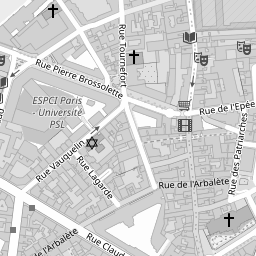 Rue Tournefort
Rue Pierre Brossolette
ESPCI Paris
- Université
PSL
Rue de l'Épée
Rue Vauquelin
Rue Lagarde
Rue des Patriarches
Rue de l'Arbalète
Rue de l'Arbalète
Rue Claud